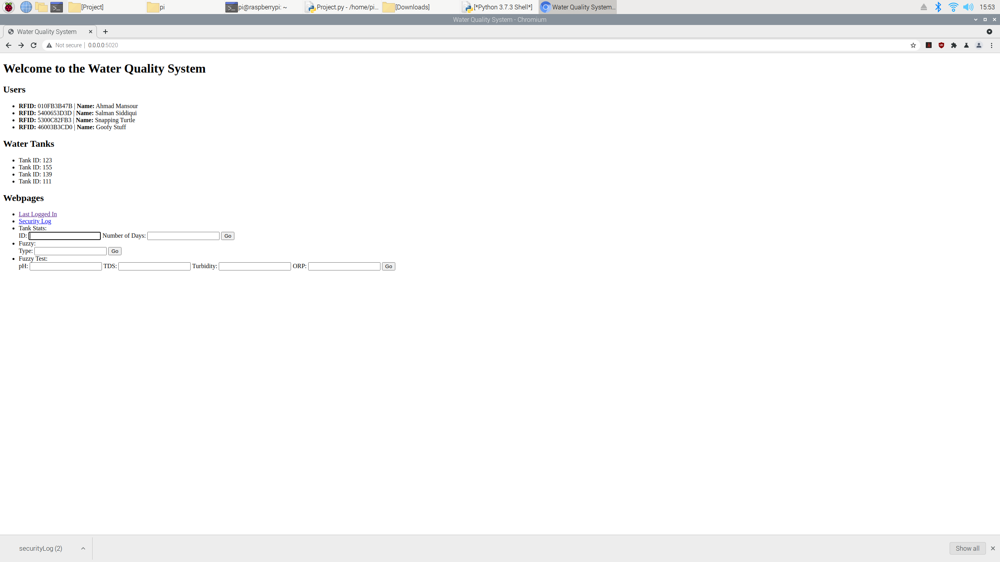 [Project] pi pi@raspberrypi: ~ Project.py - /home/pi... [Downloads] [*Python 3.7.3 Shell*] Water Quality System... 15:53
Water Quality System - Chromium
Water Quality System
Not secure | 0.0.0.0:5020
Welcome to the Water Quality System
Users
RFID: 010FB3B47B | Name: Ahmad Mansour
RFID: 5400653D3D | Name: Salman Siddiqui
RFID: 5300C82FB3 | Name: Snapping Turtle
RFID: 46003B3CD0 | Name: Goofy Stuff
Water Tanks
Tank ID: 123
Tank ID: 155
Tank ID: 139
Tank ID: 111
Webpages
Last Logged In
Security Log
Tank Stats:
ID: Number of Days: Go
Fuzzy:
Type: Go
Fuzzy Test:
pH: TDS: Turbidity: ORP: Go
securityLog (2) Show all